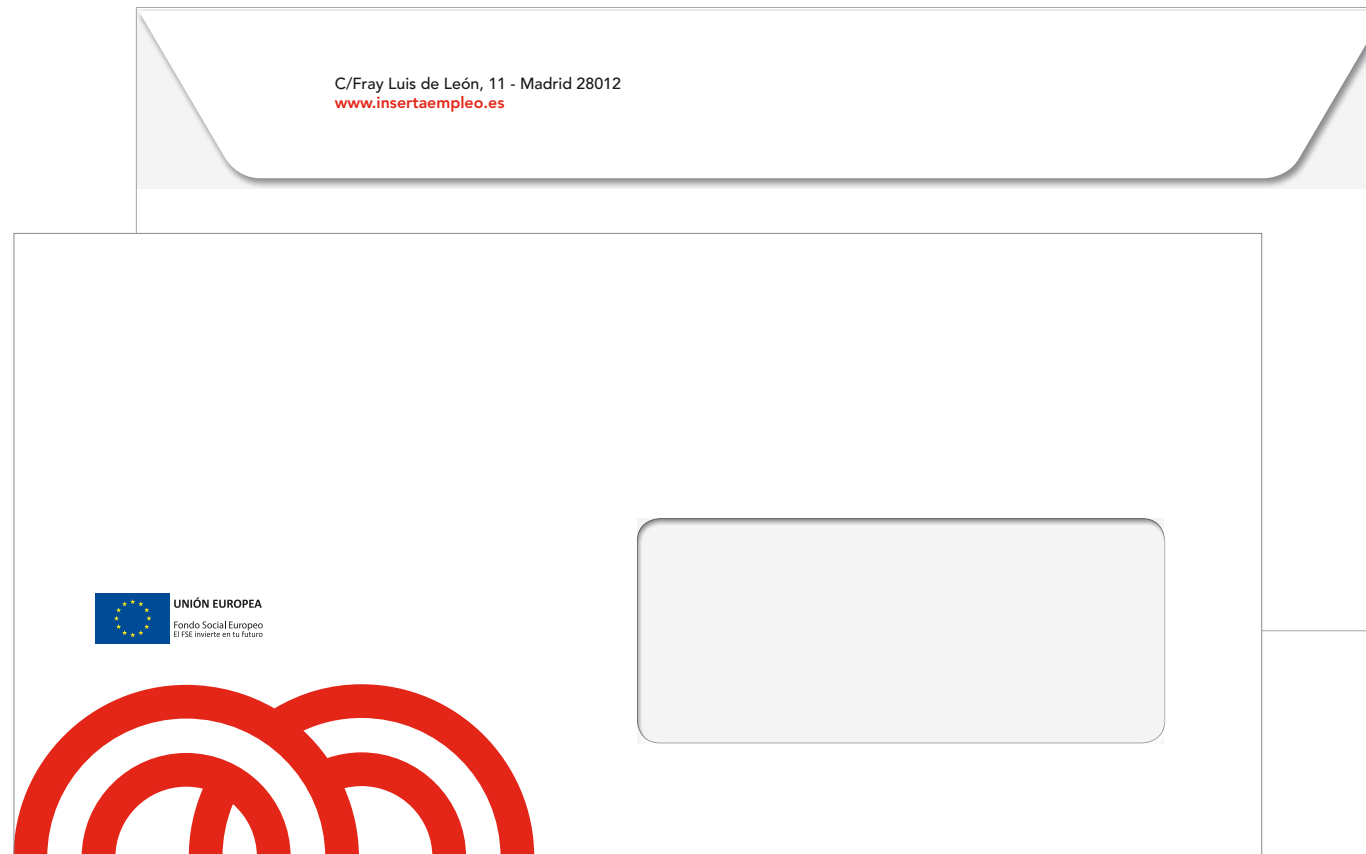 C/Fray Luis de León, 11 - Madrid 28012
www.insertaempleo.es
UNIÓN EUROPEA
Fondo Social Europeo
El FSE invierte en tu futuro